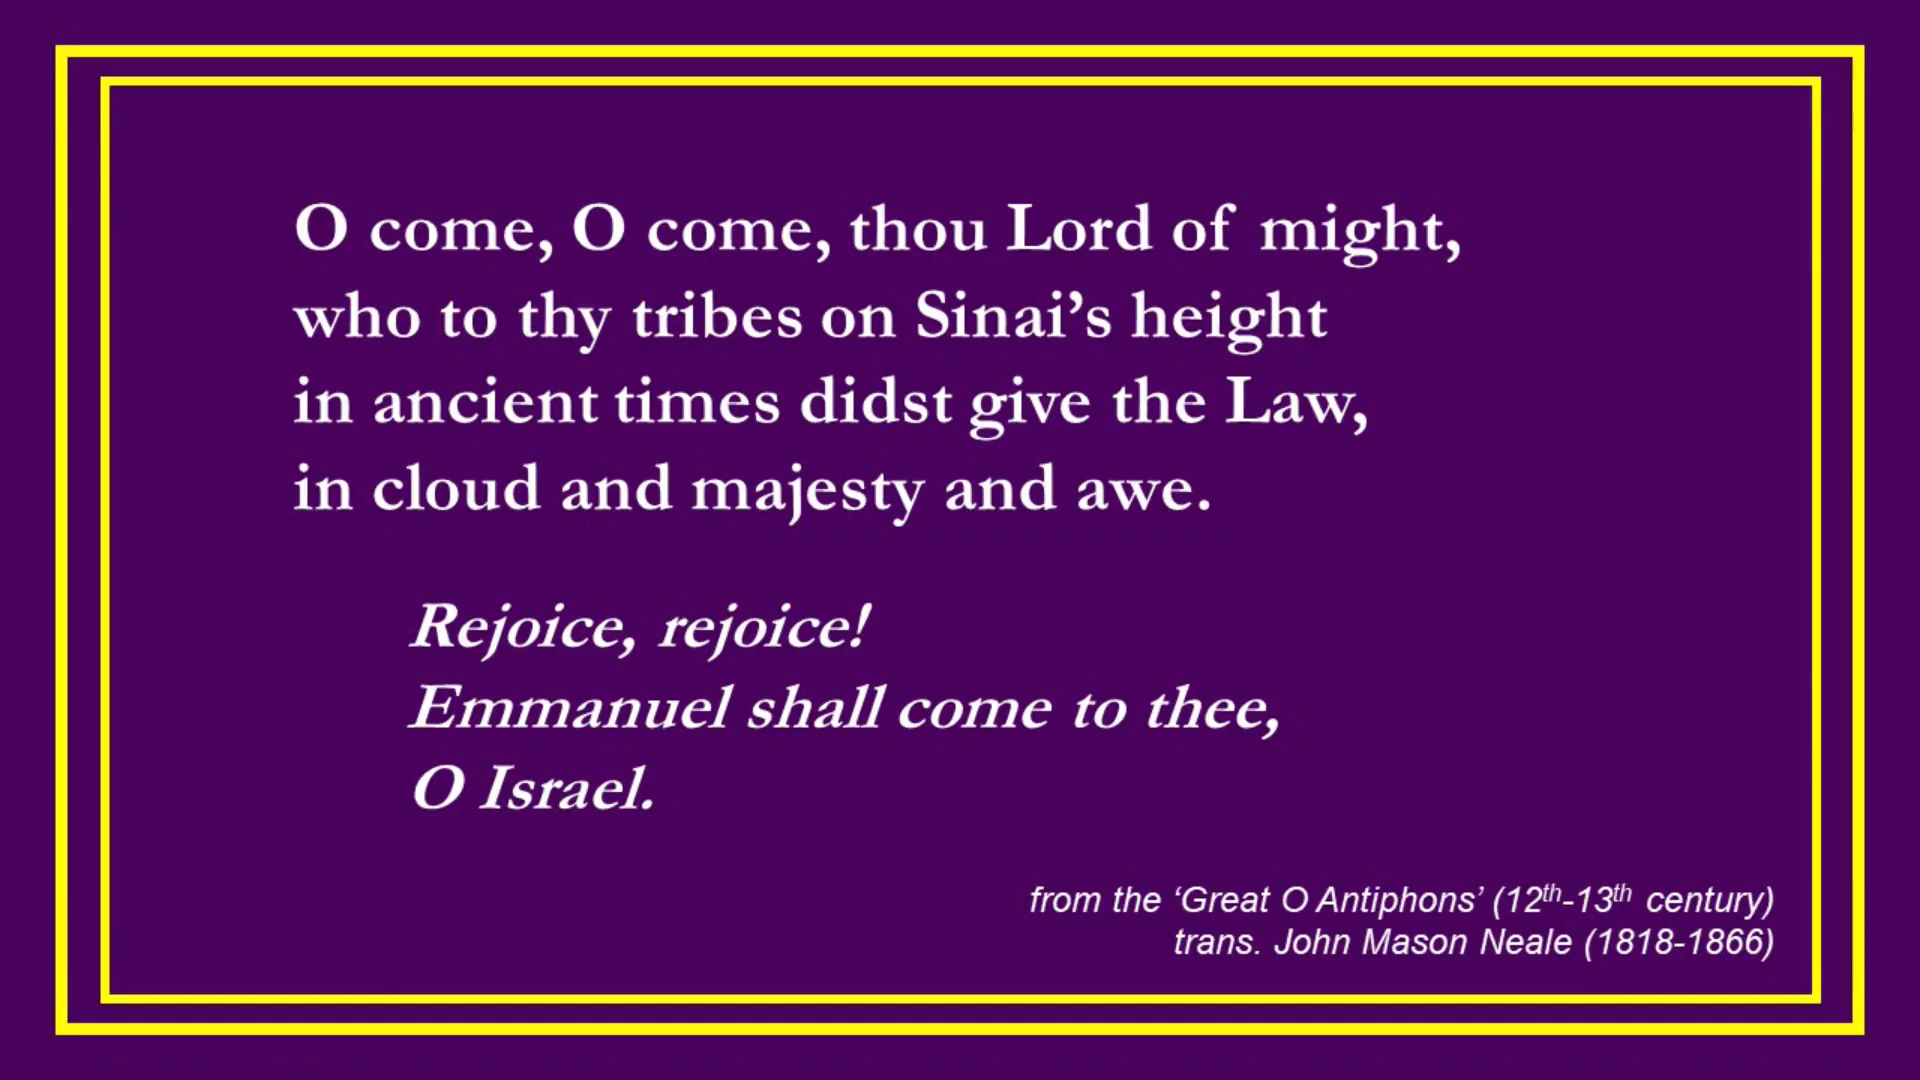 O come, O come, thou Lord of might,
who to thy tribes on Sinai’s height
in ancient times didst give the Law,
in cloud and majesty and awe.
Rejoice, rejoice!
Emmanuel shall come to thee,
O Israel.
from the ‘Great O Antiphons’ (12th-13th century)
trans. John Mason Neale (1818-1866)